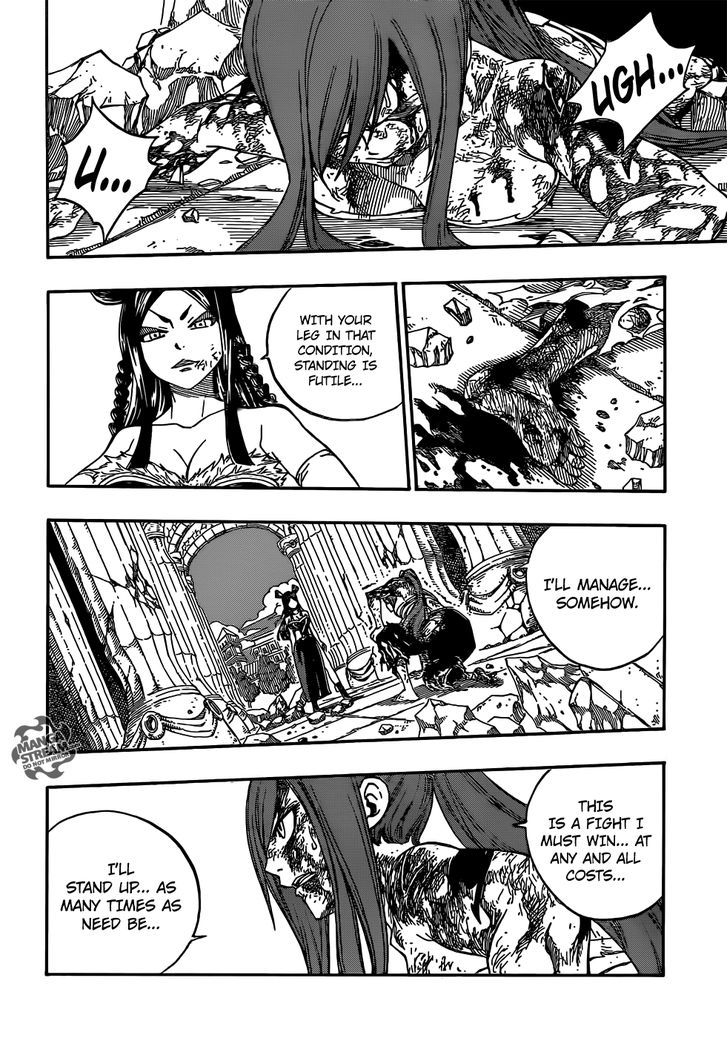 UGH...
U...
WITH YOUR
LEG IN THAT
CONDITION,
STANDING IS
FUTILE...
I'LL MANAGE...
SOMEHOW.
MANGA
STREAM
DO NOT MIRROR
THIS
IS A FIGHT I
MUST WIN... AT
ANY AND ALL
COSTS...
I'LL
STAND UP... AS
MANY TIMES AS
NEED BE...